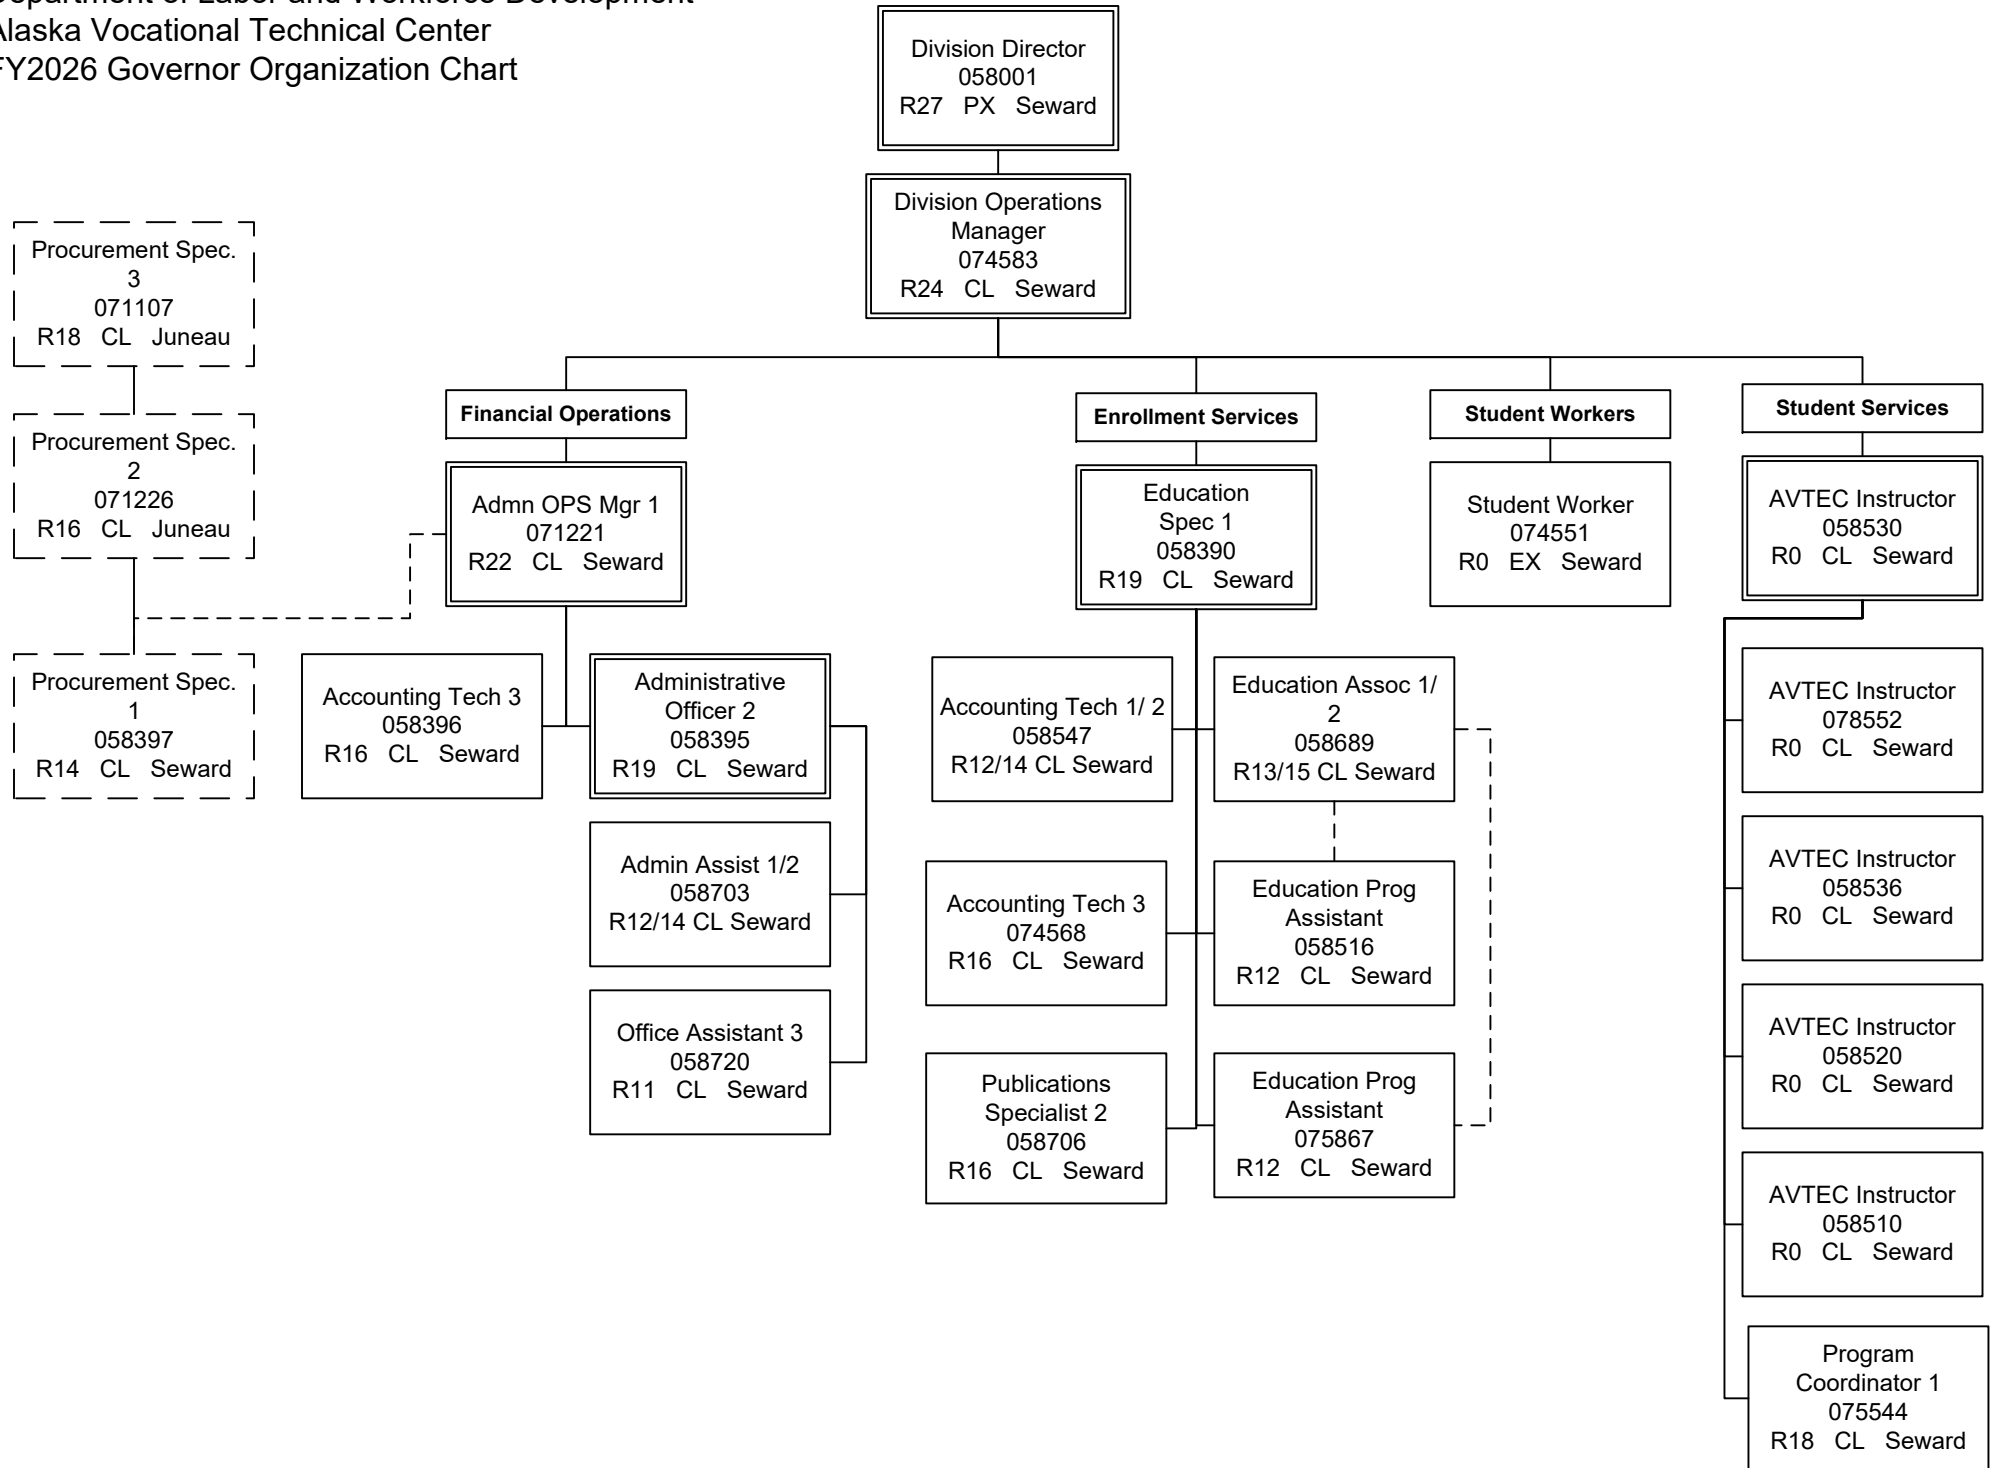 Alaska Vocational Technical Center
FY2026 Governor Organization Chart
Division Director
058001
R27 PX Seward
Division Operations
Manager
074583
R24 CL Seward
Procurement Spec.
3
071107
R18 CL Juneau
Procurement Spec.
2
071226
R16 CL Juneau
Procurement Spec.
1
058397
R14 CL Seward
Financial Operations
Admn OPS Mgr 1
071221
R22 CL Seward
Accounting Tech 3
058396
R16 CL Seward
Administrative
Officer 2
058395
R19 CL Seward
Admin Assist 1/2
058703
R12/14 CL Seward
Office Assistant 3
058720
R11 CL Seward
Enrollment Services
Education
Spec 1
058390
R19 CL Seward
Accounting Tech 1/ 2
058547
R12/14 CL Seward
Education Assoc 1/
2
058689
R13/15 CL Seward
Accounting Tech 3
074568
R16 CL Seward
Education Prog
Assistant
058516
R12 CL Seward
Publications
Specialist 2
058706
R16 CL Seward
Education Prog
Assistant
075867
R12 CL Seward
Student Workers
Student Worker
074551
R0 EX Seward
Student Services
AVTEC Instructor
058530
R0 CL Seward
AVTEC Instructor
078552
R0 CL Seward
AVTEC Instructor
058536
R0 CL Seward
AVTEC Instructor
058520
R0 CL Seward
AVTEC Instructor
058510
R0 CL Seward
Program
Coordinator 1
075544
R18 CL Seward